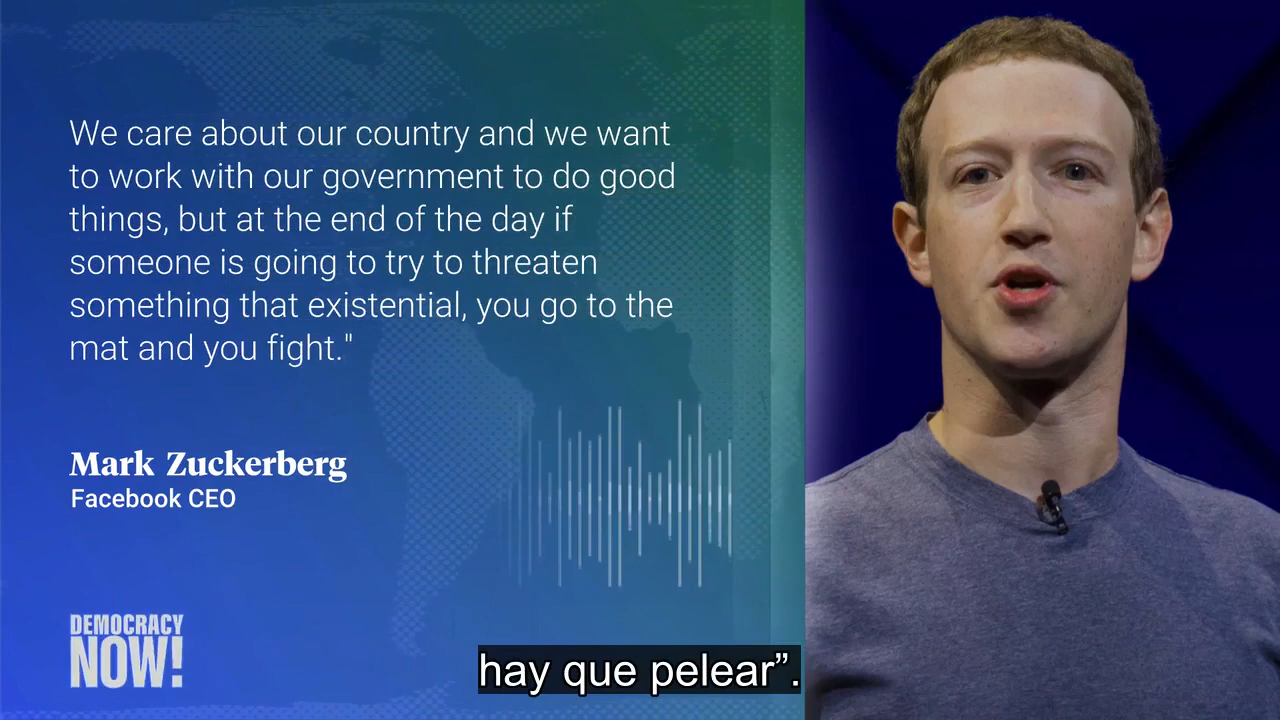 We care about our country and we want
to work with our government to do good
things, but at the end of the day if
someone is going to try to threaten
something that existential, you go to the
mat and you fight."
Mark Zuckerberg
Facebook CEO
DEMOCRACY
NOW!
hay que pelear”.